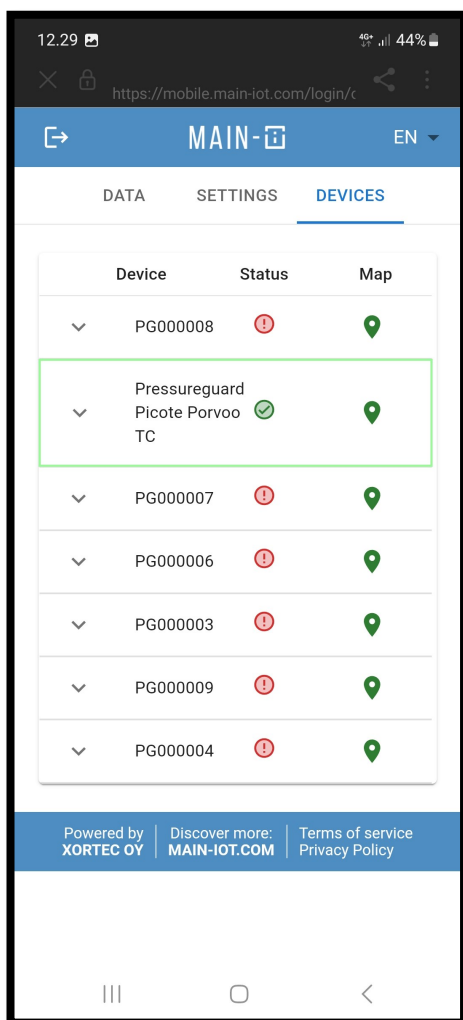 12.29 4G+ 44%
https://mobile.main-iot.com/login/c
MAIN-i EN
DATA SETTINGS DEVICES
Device Status Map
PG000008
Pressureguard
Picote Porvoo
TC
PG000007
PG000006
PG000003
PG000009
PG000004
Powered by Discover more: Terms of service
XORTEC OY MAIN-IOT.COM Privacy Policy